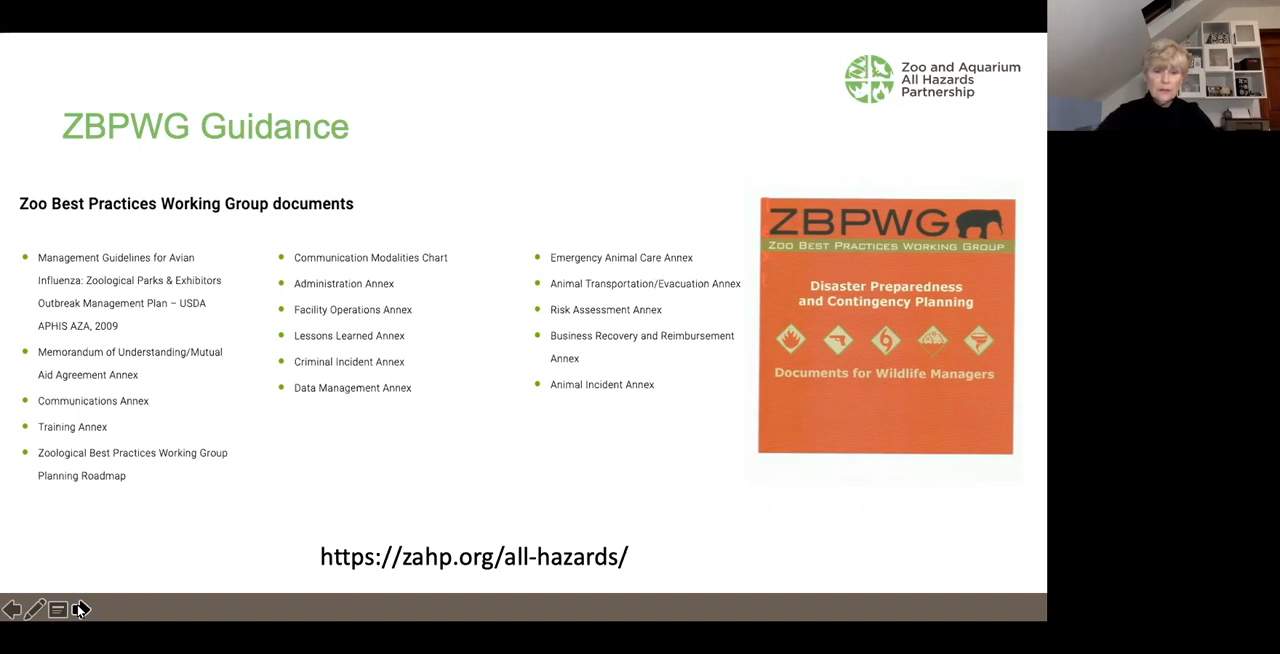 Zoo and Aquarium
All Hazards
Partnership
ZBPWG Guidance
Zoo Best Practices Working Group documents
Management Guidelines for Avian
Influenza: Zoological Parks & Exhibitors
Outbreak Management Plan – USDA
APHIS AZA, 2009
Memorandum of Understanding/Mutual
Aid Agreement Annex
Communications Annex
Training Annex
Zoological Best Practices Working Group
Planning Roadmap
Communication Modalities Chart
Administration Annex
Facility Operations Annex
Lessons Learned Annex
Criminal Incident Annex
Data Management Annex
Emergency Animal Care Annex
Animal Transportation/Evacuation Annex
Risk Assessment Annex
Business Recovery and Reimbursement
Annex
Animal Incident Annex
ZBPWG
ZOO BEST PRACTICES WORKING GROUP
Disaster Preparedness
and Contingency Planning
Documents for Wildlife Managers
https://zahp.org/all-hazards/